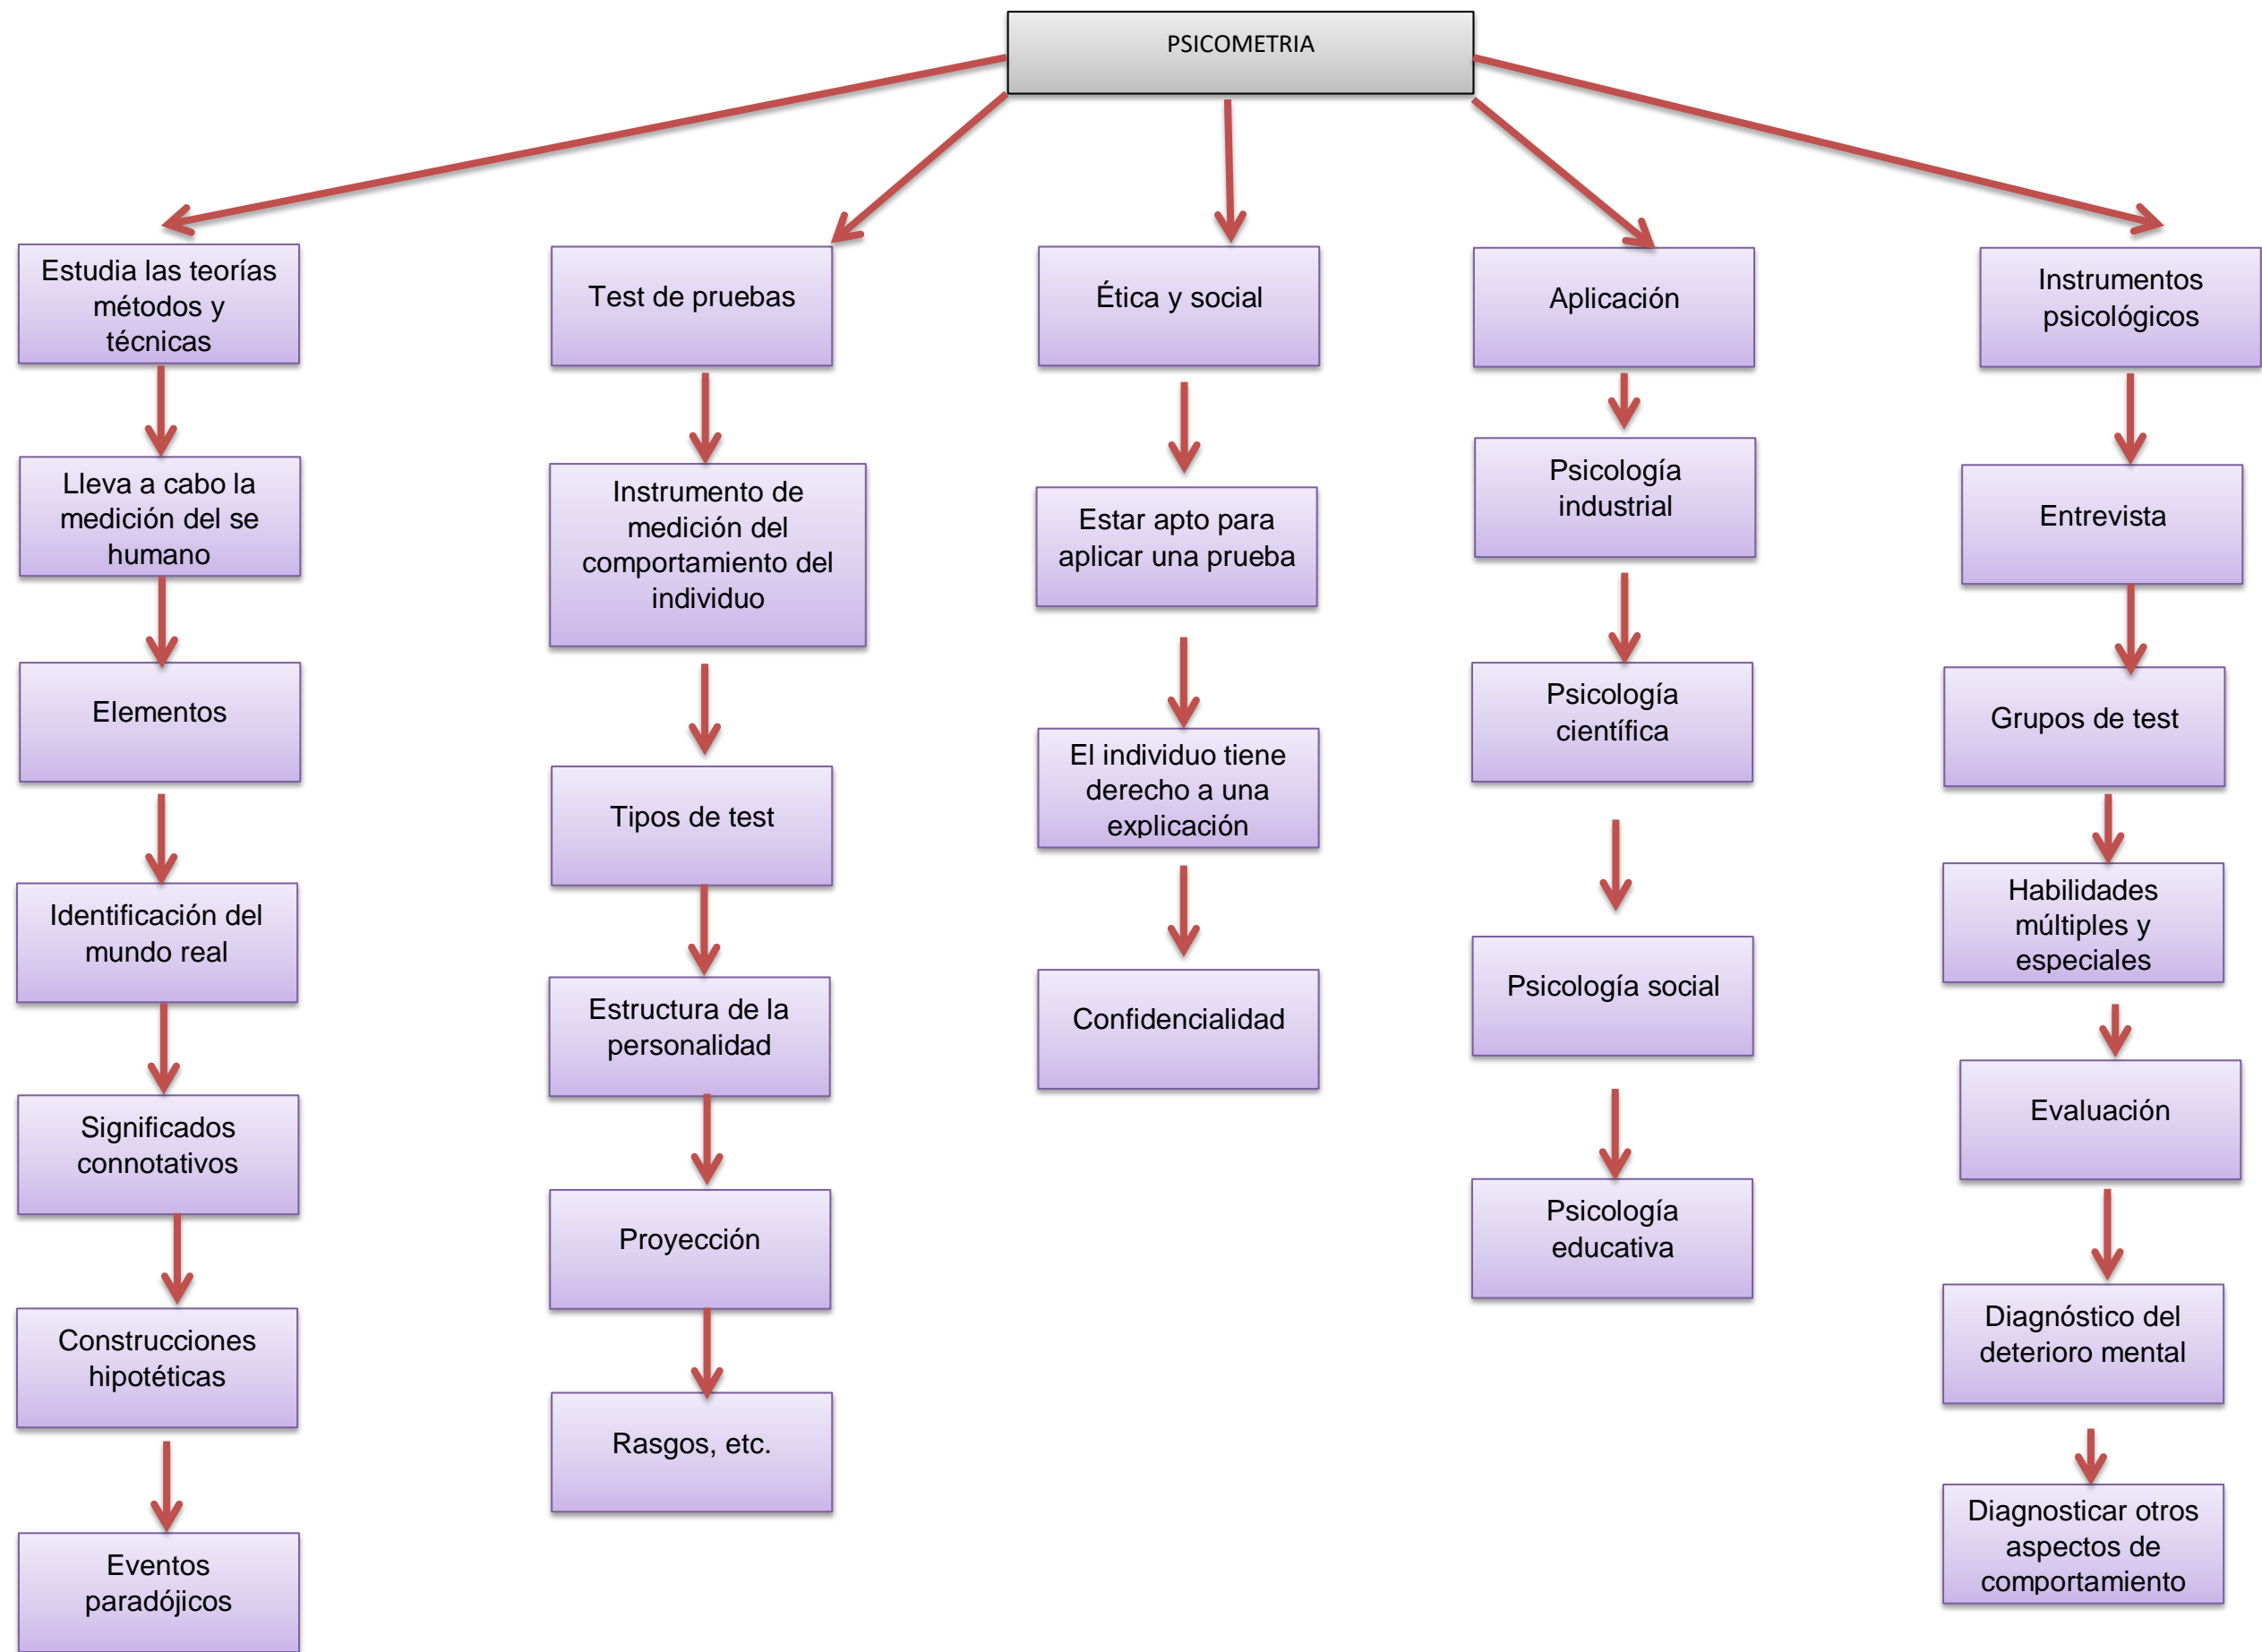 PSICOMETRIA
Estudia las teorías
métodos y
técnicas
Lleva a cabo la
medición del se
humano
Elementos
Identificación del
mundo real
Significados
connotativos
Construcciones
hipotéticas
Eventos
paradójicos
Test de pruebas
Instrumento de
medición del
comportamiento del
individuo
Tipos de test
Estructura de la
personalidad
Proyección
Rasgos, etc.
Ética y social
Estar apto para
aplicar una prueba
El individuo tiene
derecho a una
explicación
Confidencialidad
Aplicación
Psicología
industrial
Psicología
científica
Psicología social
Psicología
educativa
Instrumentos
psicológicos
Entrevista
Grupos de test
Habilidades
múltiples y
especiales
Evaluación
Diagnóstico del
deterioro mental
Diagnosticar otros
aspectos de
comportamiento